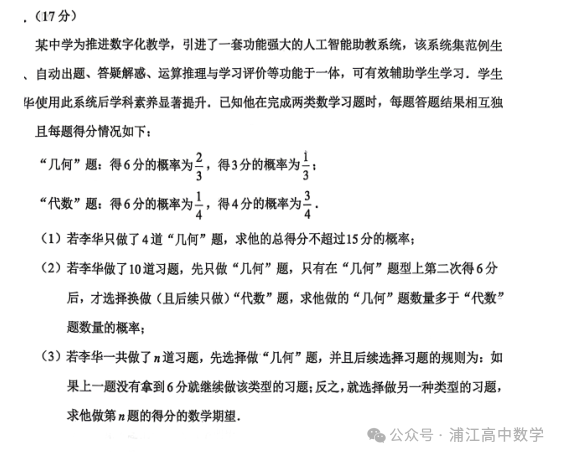 .（17分）
某中学为推进数字化教学，引进了一套功能强大的人工智能助教系统，该系统集范例生
、自动出题、答疑解惑、运算推理与学习评价等功能于一体，可有效辅助学生学习．学生
华使用此系统后学科素养显著提升．已知他在完成两类数学习题时，每题答题结果相互独
且每题得分情况如下：
“几何”题：得6分的概率为2/3，得3分的概率为1/3；
“代数”题：得6分的概率为1/4，得4分的概率为3/4．
（1）若李华只做了4道“几何”题，求他的总得分不超过15分的概率；
（2）若李华做了10道习题，先只做“几何”题，只有在“几何”题型上第二次得6分
后，才选择换做（且后续只做）“代数”题，求他做的“几何”题数量多于“代数”
题数量的概率；
（3）若李华一共做了n道习题，先选择做“几何”题，并且后续选择习题的规则为：如
果上一题没有拿到6分就继续做该类型的习题；反之，就选择做另一种类型的习题，
求他做第n题的得分的数学期望．
公众号·浦江高中数学